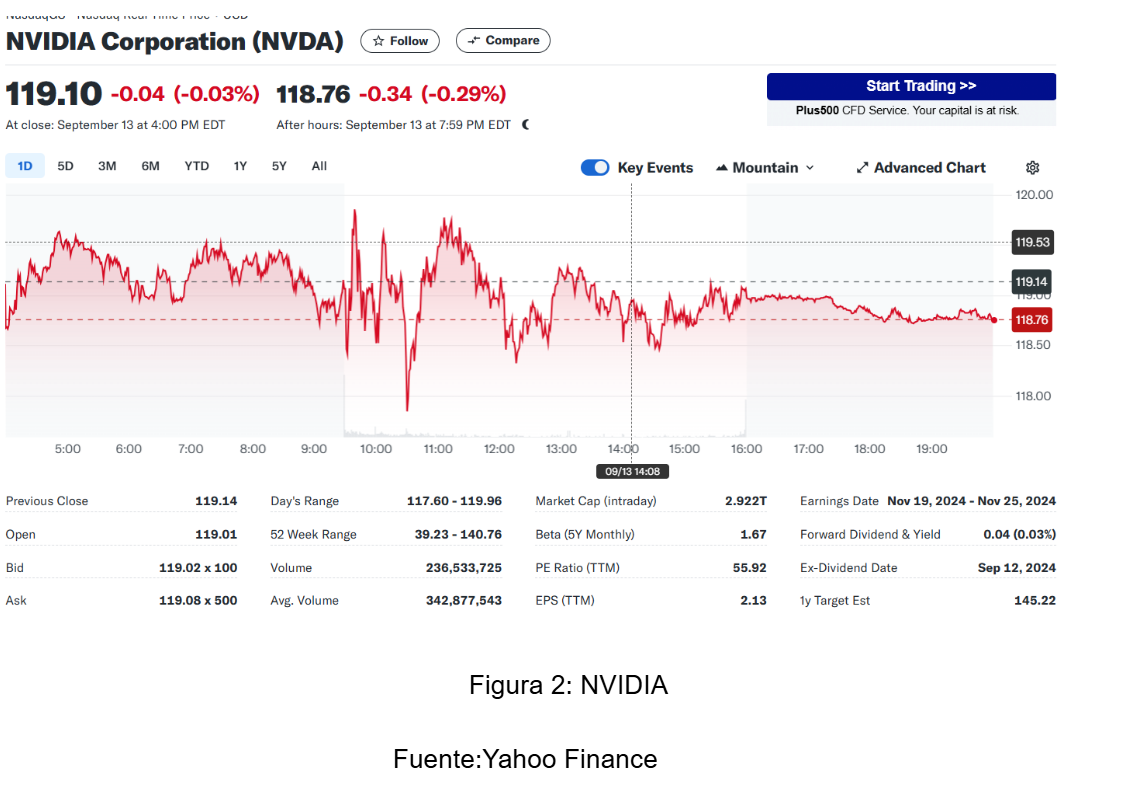 NasdaqGS - Nasdaq Real Time Price • USD
NVIDIA Corporation (NVDA) Follow Compare
119.10 -0.04 (-0.03%) 118.76 -0.34 (-0.29%)
At close: September 13 at 4:00 PM EDT After hours: September 13 at 7:59 PM EDT
Start Trading >>
Plus500 CFD Service. Your capital is at risk.
1D 5D 3M 6M YTD 1Y 5Y All Key Events Mountain Advanced Chart
120.00
119.53
119.14
119.00
118.76
118.50
118.00
5:00 6:00 7:00 8:00 9:00 10:00 11:00 12:00 13:00 14:00 15:00 16:00 17:00 18:00 19:00
09/13 14:08
Previous Close 119.14 Day's Range 117.60 - 119.96 Market Cap (intraday) 2.922T Earnings Date Nov 19, 2024 - Nov 25, 2024
Open 119.01 52 Week Range 39.23 - 140.76 Beta (5Y Monthly) 1.67 Forward Dividend & Yield 0.04 (0.03%)
Bid 119.02 x 100 Volume 236,533,725 PE Ratio (TTM) 55.92 Ex-Dividend Date Sep 12, 2024
Ask 119.08 x 500 Avg. Volume 342,877,543 EPS (TTM) 2.13 1y Target Est 145.22
Figura 2: NVIDIA
Fuente:Yahoo Finance